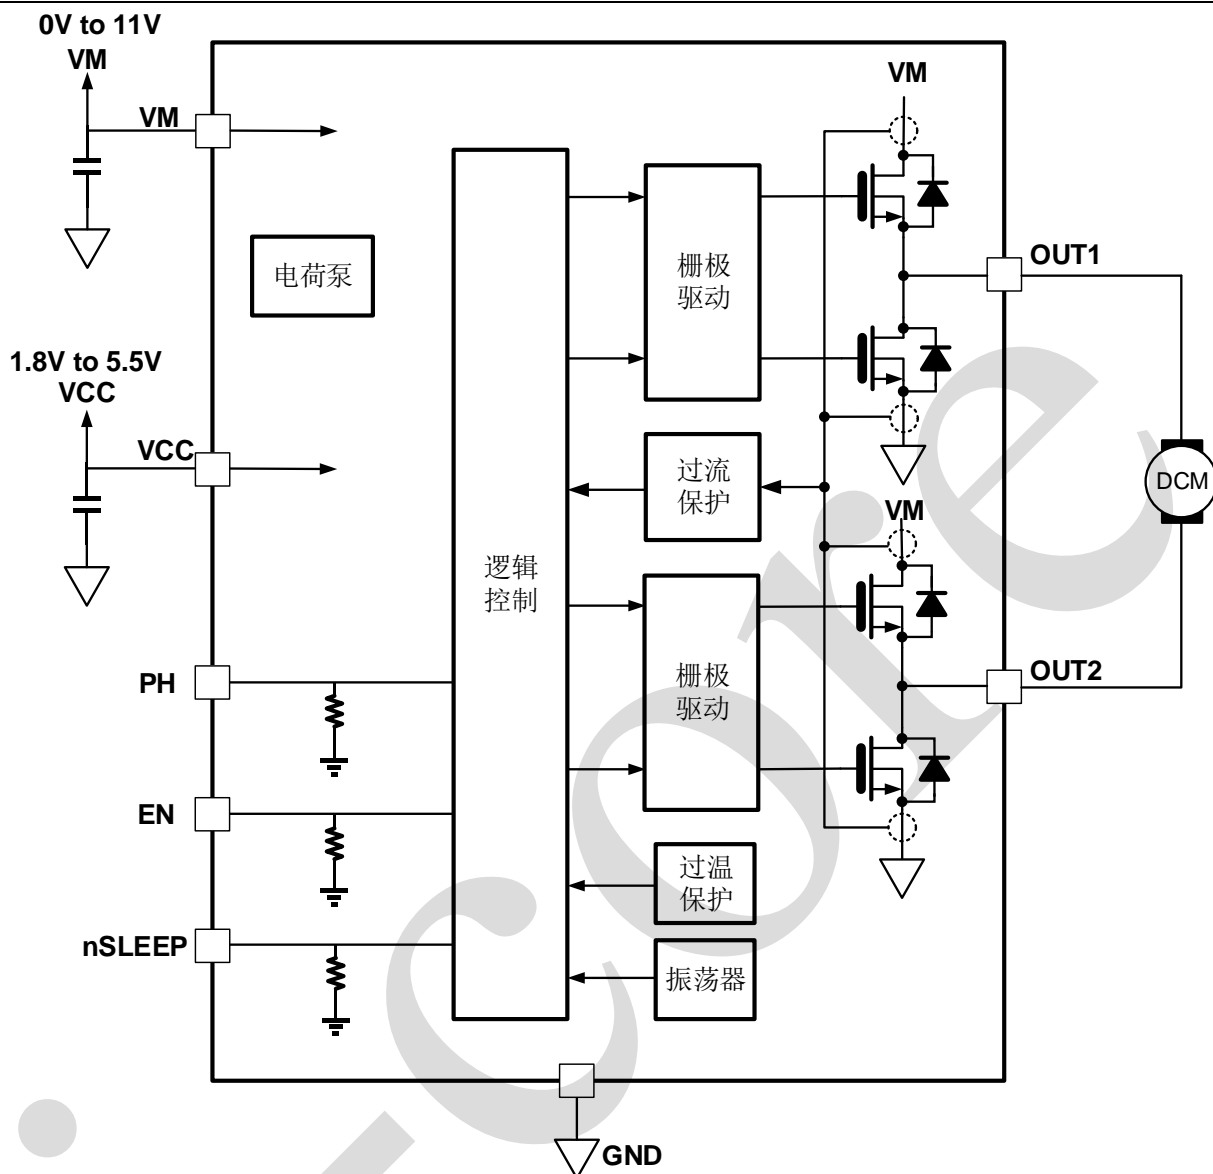 0V to 11V
VM
VM
VM
电荷泵
栅极
驱动
OUT1
1.8V to 5.5V
VCC
VCC
过流
保护
DCM
VM
逻辑
控制
PH
栅极
驱动
OUT2
EN
过温
保护
nSLEEP
振荡器
GND
i-core